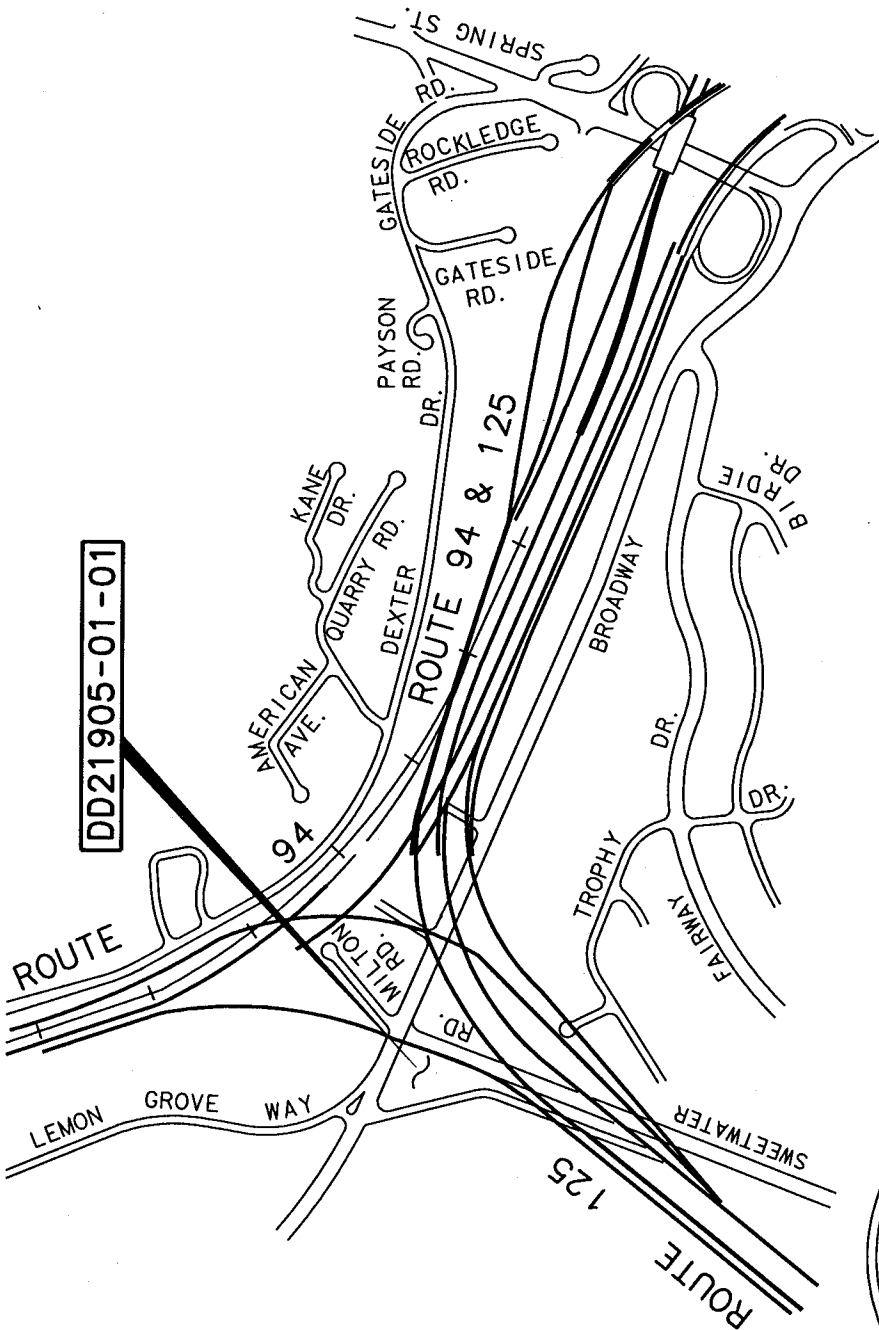 SPRING ST.
GATESIDE RD.
ROCKLEDGE
RD.
GATESIDE
RD.
PAYSON
RD.
DR.
KANE
DR.
QUARRY RD.
DEXTER
AMERICAN
AVE.
ROUTE 94 & 125
DD21905-01-01
94
ROUTE
BROADWAY
BIRDIE
DR.
DR.
DR.
TROPHY
FAIRWAY
MILTON
RD.
RD.
LEMON GROVE WAY
SWEETWATER
125
ROUTE